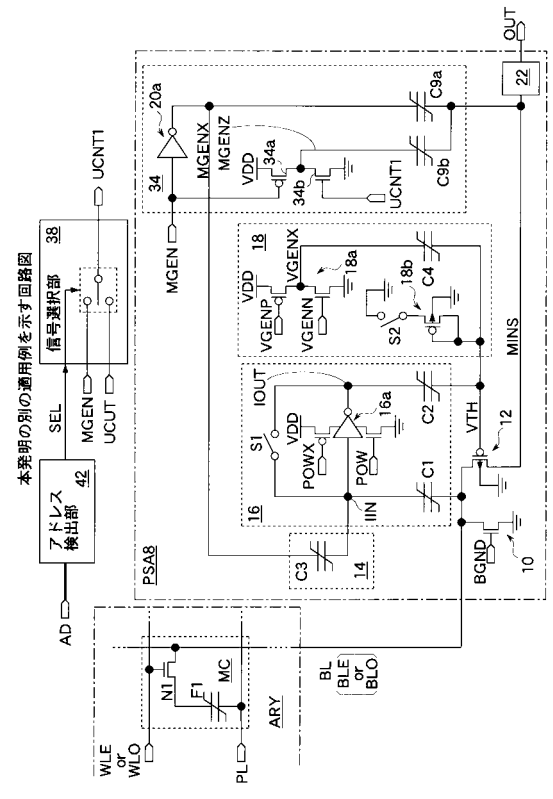 本発明の別の適用例を示す回路図
AD
アドレス
検出部
42
SEL
信号選択部
38
MGEN
UCUT
UCNT1
WLE
or
WLO
PL
N1
F1
MC
ARY
BL
BLE
or
BLO
PSA8
C3
14
16
S1
IOUT
VDD
POWX
POW
16a
IIN
C1
C2
BGND
10
12
VTH
18
VDD
VGENP
VGENN
VGENX
18a
C4
S2
18b
MINS
34
20a
MGEN
MGENX
MGENZ
VDD
34a
34b
UCNT1
C9b
C9a
22
OUT